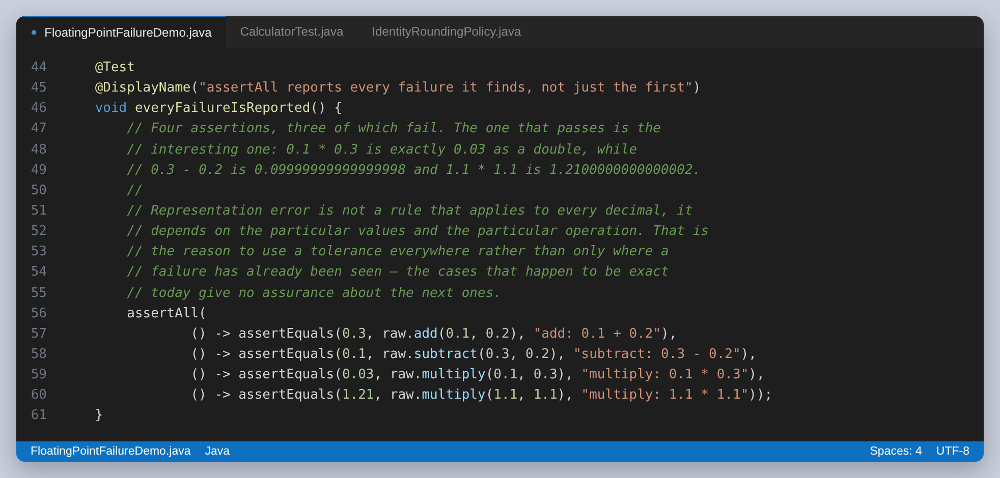 FloatingPointFailureDemo.java CalculatorTest.java IdentityRoundingPolicy.java
44 @Test
45 @DisplayName("assertAll reports every failure it finds, not just the first")
46 void everyFailureIsReported() {
47 // Four assertions, three of which fail. The one that passes is the
48 // interesting one: 0.1 * 0.3 is exactly 0.03 as a double, while
49 // 0.3 - 0.2 is 0.09999999999999998 and 1.1 * 1.1 is 1.2100000000000002.
50 //
51 // Representation error is not a rule that applies to every decimal, it
52 // depends on the particular values and the particular operation. That is
53 // the reason to use a tolerance everywhere rather than only where a
54 // failure has already been seen — the cases that happen to be exact
55 // today give no assurance about the next ones.
56 assertAll(
57 () -> assertEquals(0.3, raw.add(0.1, 0.2), "add: 0.1 + 0.2"),
58 () -> assertEquals(0.1, raw.subtract(0.3, 0.2), "subtract: 0.3 - 0.2"),
59 () -> assertEquals(0.03, raw.multiply(0.1, 0.3), "multiply: 0.1 * 0.3"),
60 () -> assertEquals(1.21, raw.multiply(1.1, 1.1), "multiply: 1.1 * 1.1"));
61 }
FloatingPointFailureDemo.java Java Spaces: 4 UTF-8